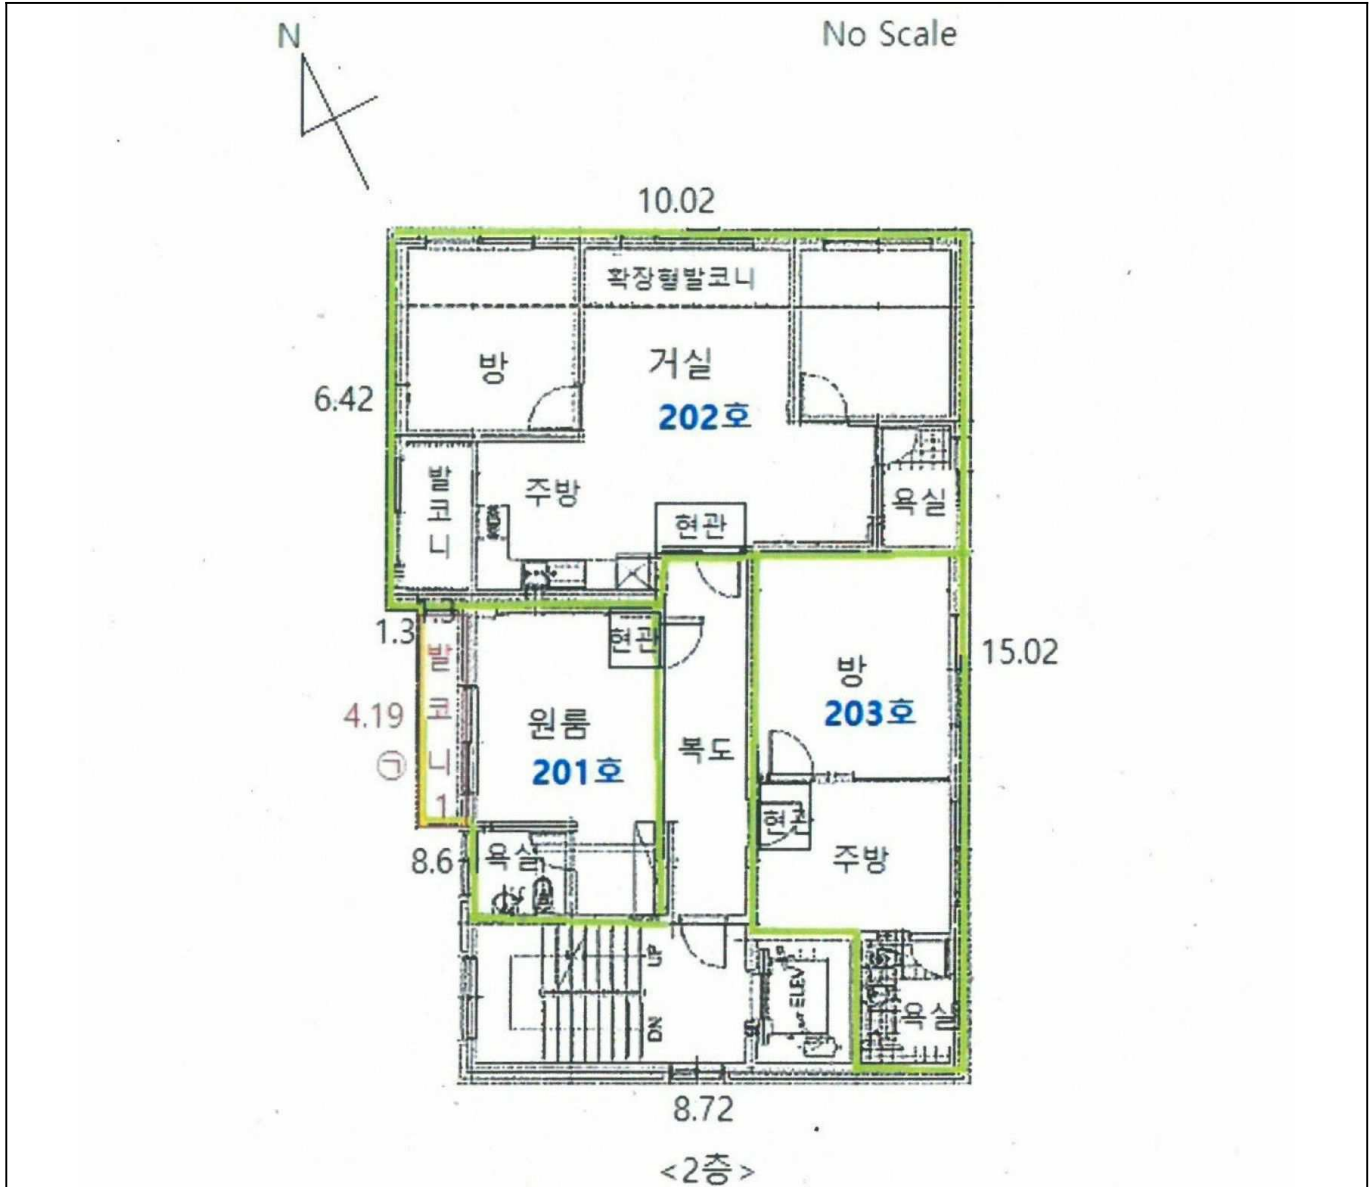 N
No Scale
10.02
확장형발코니
방
거실
202호
6.42
발코니
주방
현관
욕실
1.3
현관
발코니1
4.19
㉠
원룸
201호
복도
방
203호
15.02
현관
주방
8.6
욕실
UP
DN
ELEV
욕실
8.72
<2층>